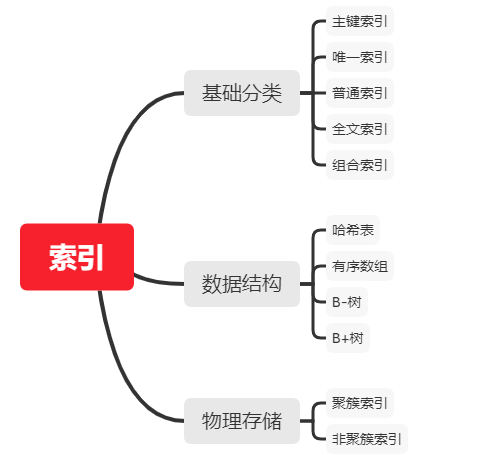 索引
基础分类
主键索引
唯一索引
普通索引
全文索引
组合索引
数据结构
哈希表
有序数组
B-树
B+树
物理存储
聚簇索引
非聚簇索引